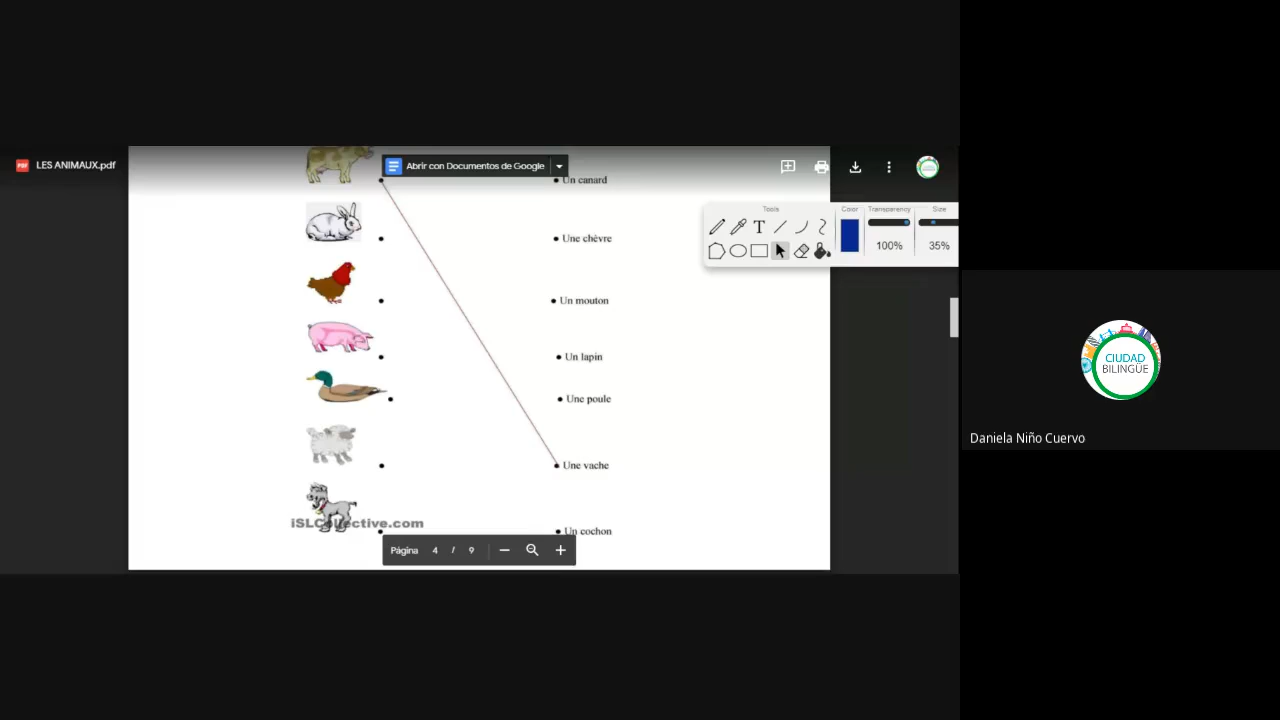 LES ANIMAUX.pdf
Abrir con Documentos de Google
Un canard
Tools
Color
Transparency
Size
100%
35%
Une chèvre
Un mouton
Un lapin
Une poule
Une vache
iSLCollective.com
Un cochon
Página 4 / 9
CIUDAD
BILINGÜE
Daniela Niño Cuervo